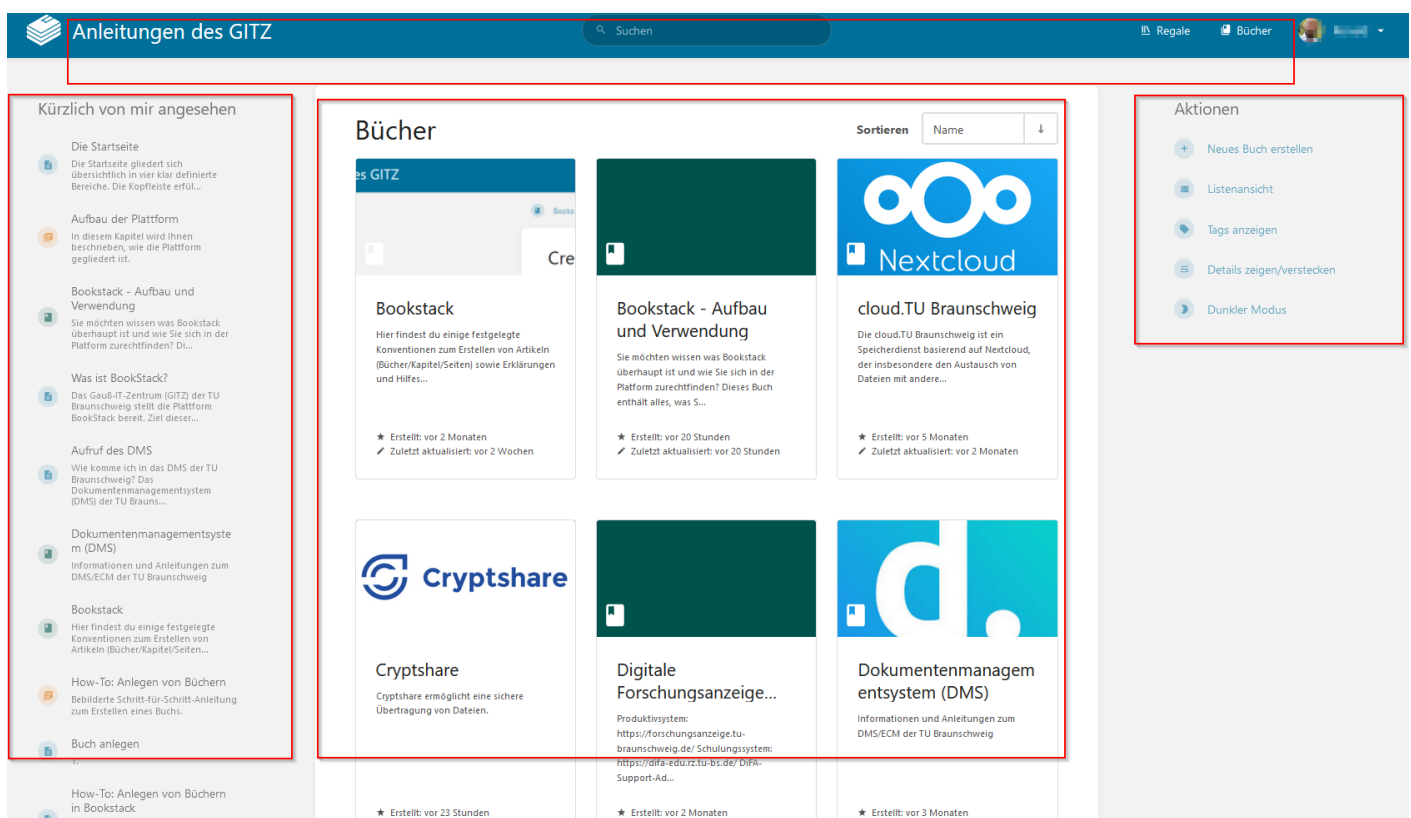 Anleitungen des GITZ
Suchen
Regale
Bücher
Kürzlich von mir angesehen
Die Startseite
Die Startseite gliedert sich
übersichtlich in vier klar definierte
Bereiche. Die Kopfleiste erfül...
Aufbau der Plattform
In diesem Kapitel wird Ihnen
beschrieben, wie die Plattform
gegliedert ist.
Bookstack - Aufbau und
Verwendung
Sie möchten wissen was Bookstack
überhaupt ist und wie Sie sich in der
Platform zurechtfinden? Di...
Was ist BookStack?
Das Gauß-IT-Zentrum (GITZ) der TU
Braunschweig stellt die Plattform
BookStack bereit. Ziel dieser...
Aufruf des DMS
Wie komme ich in das DMS der TU
Braunschweig? Das
Dokumentenmanagementsystem
(DMS) der TU Brauns...
Dokumentenmanagementsyste
m (DMS)
Informationen und Anleitungen zum
DMS/ECM der TU Braunschweig
Bookstack
Hier findest du einige festgelegte
Konventionen zum Erstellen von
Artikeln (Bücher/Kapitel/Seiten...
How-To: Anlegen von Büchern
Bebilderte Schritt-für-Schritt-Anleitung
zum Erstellen eines Buchs.
Buch anlegen
1.
How-To: Anlegen von Büchern
in Bookstack
Bücher
Sortieren
Name
es GITZ
Books
Cre
Bookstack
Hier findest du einige festgelegte
Konventionen zum Erstellen von Artikeln
(Bücher/Kapitel/Seiten) sowie Erklärungen
und Hilfes...
Erstellt: vor 2 Monaten
Zuletzt aktualisiert: vor 2 Wochen
Bookstack - Aufbau
und Verwendung
Sie möchten wissen was Bookstack
überhaupt ist und wie Sie sich in der
Platform zurechtfinden? Dieses Buch
enthält alles, was S...
Erstellt: vor 20 Stunden
Zuletzt aktualisiert: vor 20 Stunden
Nextcloud
cloud.TU Braunschweig
Die cloud.TU Braunschweig ist ein
Speicherdienst basierend auf Nextcloud,
der insbesondere den Austausch von
Dateien mit andere...
Erstellt: vor 5 Monaten
Zuletzt aktualisiert: vor 2 Monaten
Cryptshare
Cryptshare
Cryptshare ermöglicht eine sichere
Übertragung von Dateien.
Erstellt: vor 23 Stunden
Digitale
Forschungsanzeige...
Produktivsystem:
https://forschungsanzeige.tu-
braunschweig.de/ Schulungssystem:
https://difa-edu.rz.tu-bs.de/ DiFA-
Support-Ad...
Erstellt: vor 2 Monaten
d.
Dokumentenmanagem
entsystem (DMS)
Informationen und Anleitungen zum
DMS/ECM der TU Braunschweig
Erstellt: vor 3 Monaten
Aktionen
Neues Buch erstellen
Listenansicht
Tags anzeigen
Details zeigen/verstecken
Dunkler Modus